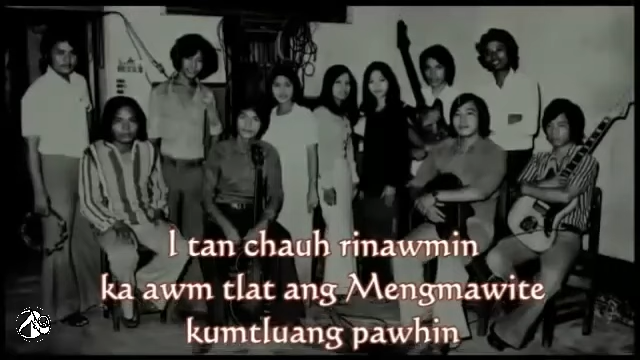 I tan chauh rinawmin
ka awm tlat ang Mengmawite
kumtluang pawhin